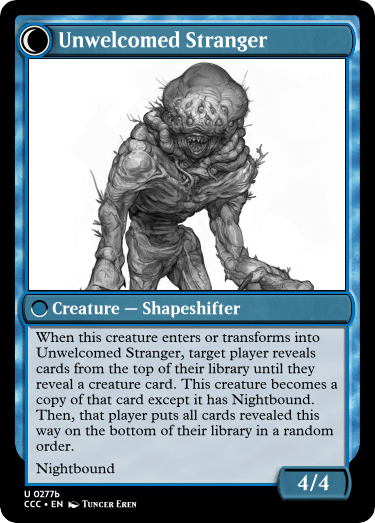 Unwelcomed Stranger
Creature — Shapeshifter
When this creature enters or transforms into
Unwelcomed Stranger, target player reveals
cards from the top of their library until they
reveal a creature card. This creature becomes a
copy of that card except it has Nightbound.
Then, that player puts all cards revealed this
way on the bottom of their library in a random
order.
Nightbound
4/4
U 0277b
CCC • EN Tuncer Eren